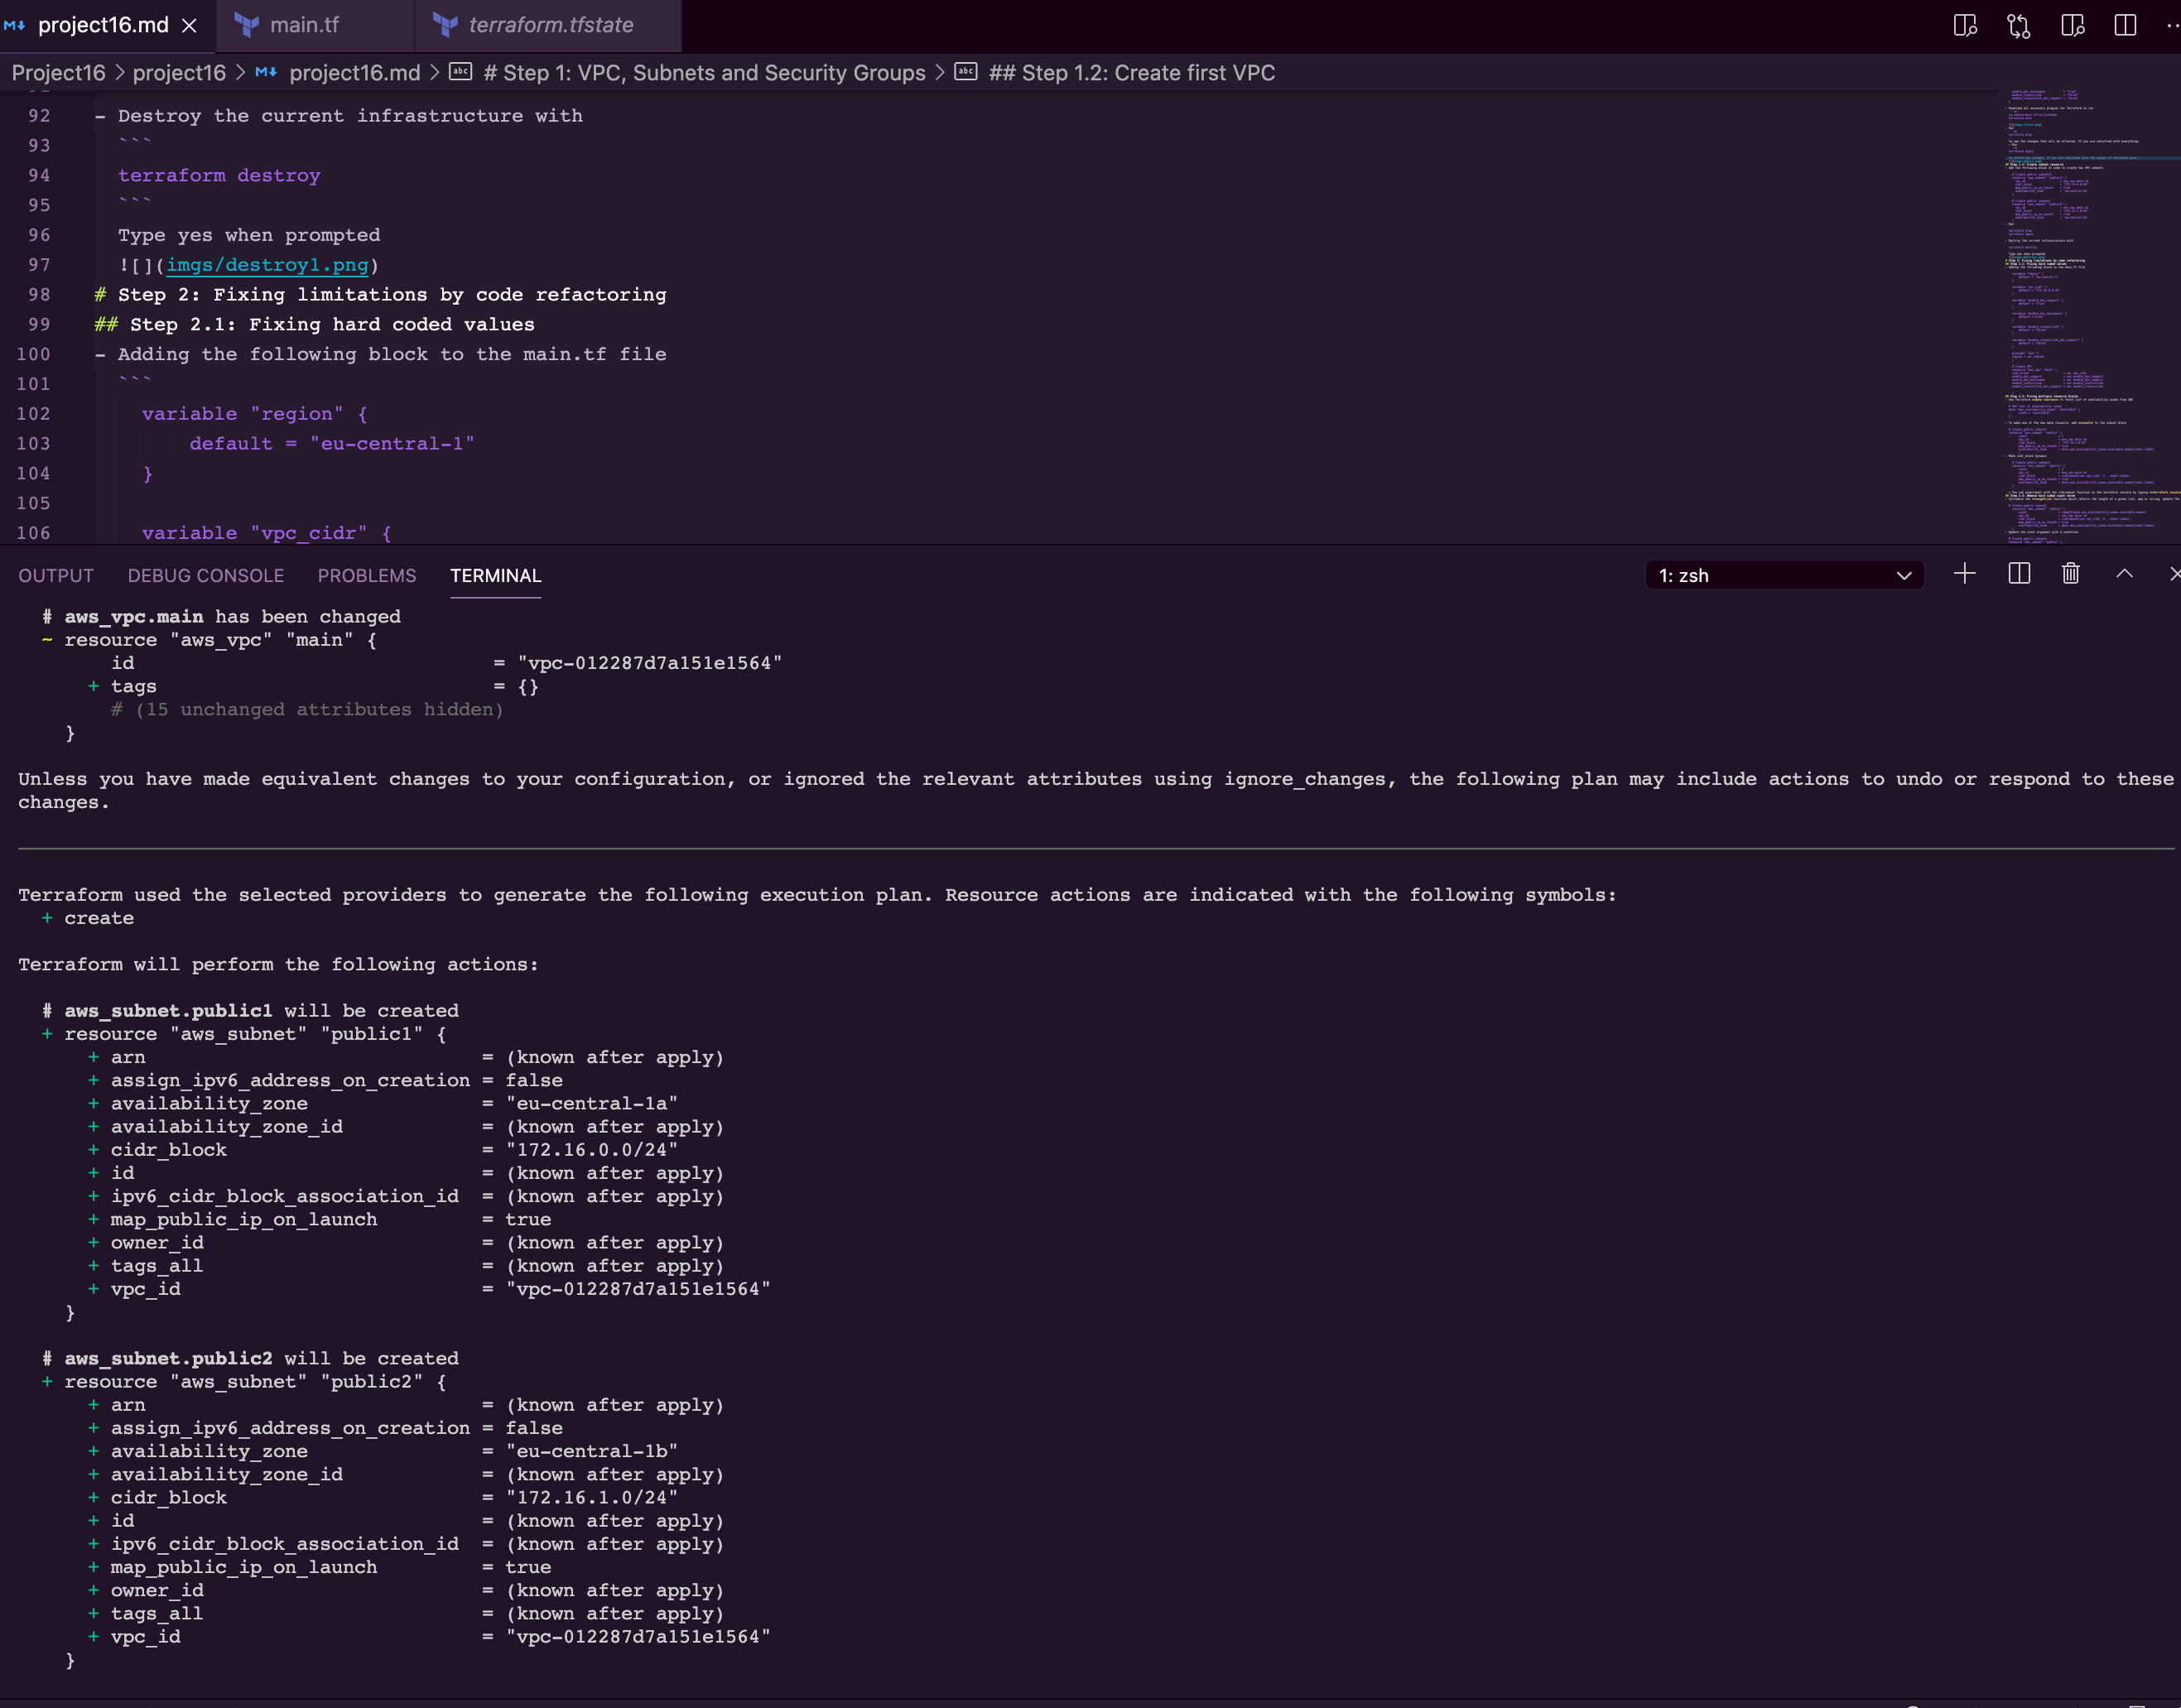 project16.md
main.tf
terraform.tfstate
Project16 > project16 > project16.md > # Step 1: VPC, Subnets and Security Groups > ## Step 1.2: Create first VPC
92 - Destroy the current infrastructure with
93 ```
94 terraform destroy
95 ```
96 Type yes when prompted
97 ![](imgs/destroy1.png)
98 # Step 2: Fixing limitations by code refactoring
99 ## Step 2.1: Fixing hard coded values
100 - Adding the following block to the main.tf file
101 ```
102 variable "region" {
103 default = "eu-central-1"
104 }
105
106 variable "vpc_cidr" {
OUTPUT DEBUG CONSOLE PROBLEMS TERMINAL 1: zsh
# aws_vpc.main has been changed
~ resource "aws_vpc" "main" {
id = "vpc-012287d7a151e1564"
+ tags = {}
# (15 unchanged attributes hidden)
}
Unless you have made equivalent changes to your configuration, or ignored the relevant attributes using ignore_changes, the following plan may include actions to undo or respond to these
changes.
Terraform used the selected providers to generate the following execution plan. Resource actions are indicated with the following symbols:
+ create
Terraform will perform the following actions:
# aws_subnet.public1 will be created
+ resource "aws_subnet" "public1" {
+ arn = (known after apply)
+ assign_ipv6_address_on_creation = false
+ availability_zone = "eu-central-1a"
+ availability_zone_id = (known after apply)
+ cidr_block = "172.16.0.0/24"
+ id = (known after apply)
+ ipv6_cidr_block_association_id = (known after apply)
+ map_public_ip_on_launch = true
+ owner_id = (known after apply)
+ tags_all = (known after apply)
+ vpc_id = "vpc-012287d7a151e1564"
}
# aws_subnet.public2 will be created
+ resource "aws_subnet" "public2" {
+ arn = (known after apply)
+ assign_ipv6_address_on_creation = false
+ availability_zone = "eu-central-1b"
+ availability_zone_id = (known after apply)
+ cidr_block = "172.16.1.0/24"
+ id = (known after apply)
+ ipv6_cidr_block_association_id = (known after apply)
+ map_public_ip_on_launch = true
+ owner_id = (known after apply)
+ tags_all = (known after apply)
+ vpc_id = "vpc-012287d7a151e1564"
}